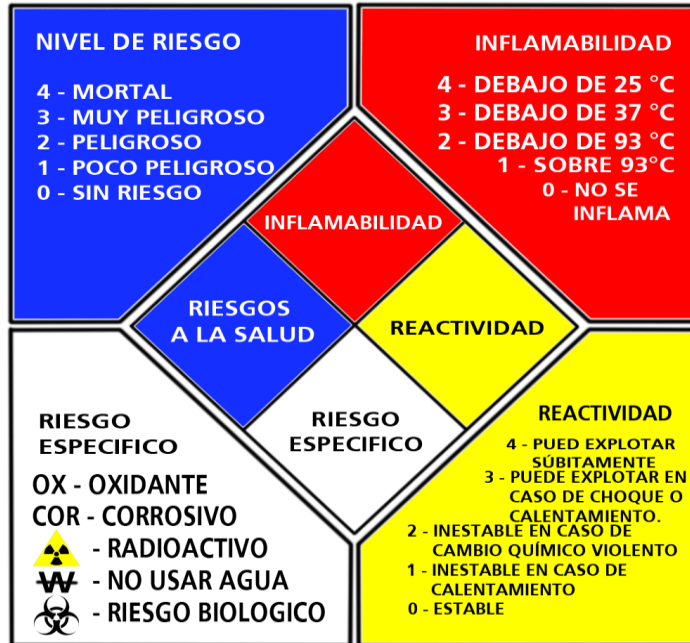 NIVEL DE RIESGO
4 - MORTAL
3 - MUY PELIGROSO
2 - PELIGROSO
1 - POCO PELIGROSO
0 - SIN RIESGO
INFLAMABILIDAD
4 - DEBAJO DE 25 °C
3 - DEBAJO DE 37 °C
2 - DEBAJO DE 93 °C
1 - SOBRE 93°C
0 - NO SE
INFLAMA
INFLAMABILIDAD
RIESGOS
A LA SALUD
REACTIVIDAD
RIESGO
ESPECIFICO
RIESGO
ESPECIFICO
OX - OXIDANTE
COR - CORROSIVO
- RADIOACTIVO
W - NO USAR AGUA
- RIESGO BIOLOGICO
REACTIVIDAD
4 - PUED EXPLOTAR
SÚBITAMENTE
3 - PUEDE EXPLOTAR EN
CASO DE CHOQUE O
CALENTAMIENTO.
2 - INESTABLE EN CASO DE
CAMBIO QUÍMICO VIOLENTO
1 - INESTABLE EN CASO DE
CALENTAMIENTO
0 - ESTABLE